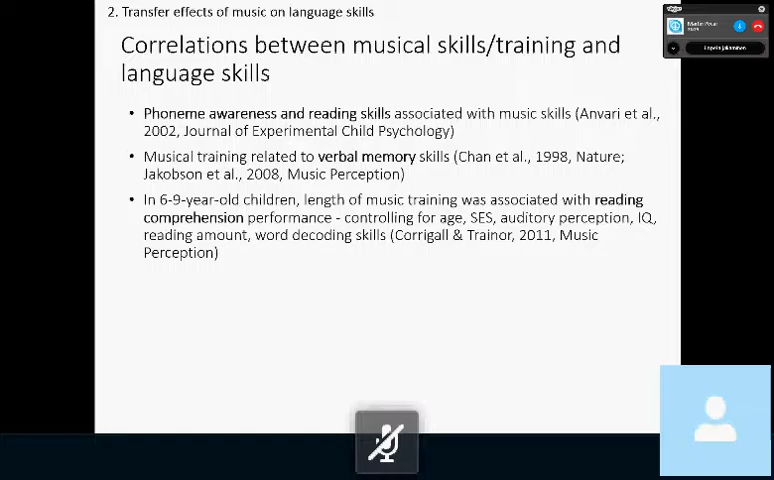 2. Transfer effects of music on language skills
Correlations between musical skills/training and
language skills
• Phoneme awareness and reading skills associated with music skills (Anvari et al.,
2002, Journal of Experimental Child Psychology)
• Musical training related to verbal memory skills (Chan et al., 1998, Nature;
Jakobson et al., 2008, Music Perception)
• In 6-9-year-old children, length of music training was associated with reading
comprehension performance - controlling for age, SES, auditory perception, IQ,
reading amount, word decoding skills (Corrigall & Trainor, 2011, Music
Perception)